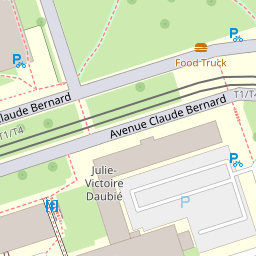 Food Truck
Claude Bernard
T1/T4
Avenue Claude Bernard
T1/T4
Julie-
Victoire
Daubié
P